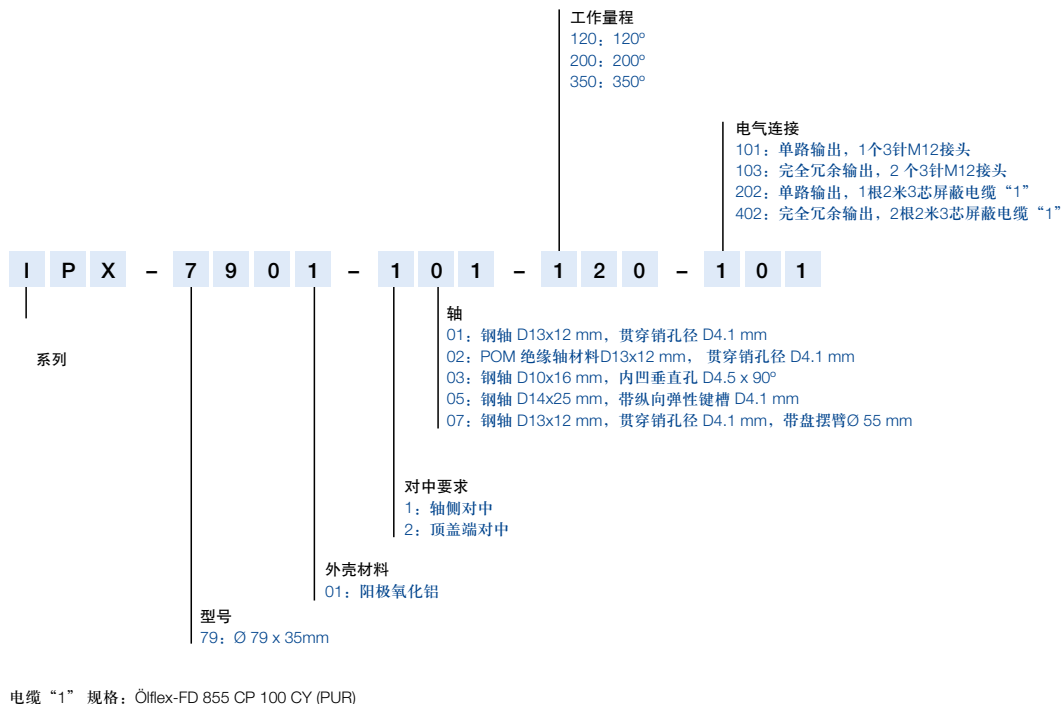 工作量程
120：120º
200：200º
350：350º
电气连接
101：单路输出，1个3针M12接头
103：完全冗余输出，2 个3针M12接头
202：单路输出，1根2米3芯屏蔽电缆“1”
402：完全冗余输出，2根2米3芯屏蔽电缆“1”
I P X – 7 9 0 1 – 1 0 1 – 1 2 0 – 1 0 1
系列
轴
01：钢轴 D13x12 mm，贯穿销孔径 D4.1 mm
02：POM 绝缘轴材料D13x12 mm， 贯穿销孔径 D4.1 mm
03：钢轴 D10x16 mm，内凹垂直孔 D4.5 x 90º
05：钢轴 D14x25 mm，带纵向弹性键槽 D4.1 mm
07：钢轴 D13x12 mm，贯穿销孔径 D4.1 mm，带盘摆臂Ø 55 mm
对中要求
1：轴侧对中
2：顶盖端对中
外壳材料
01：阳极氧化铝
型号
79：Ø 79 x 35mm
电缆“1” 规格：Ölflex-FD 855 CP 100 CY (PUR)